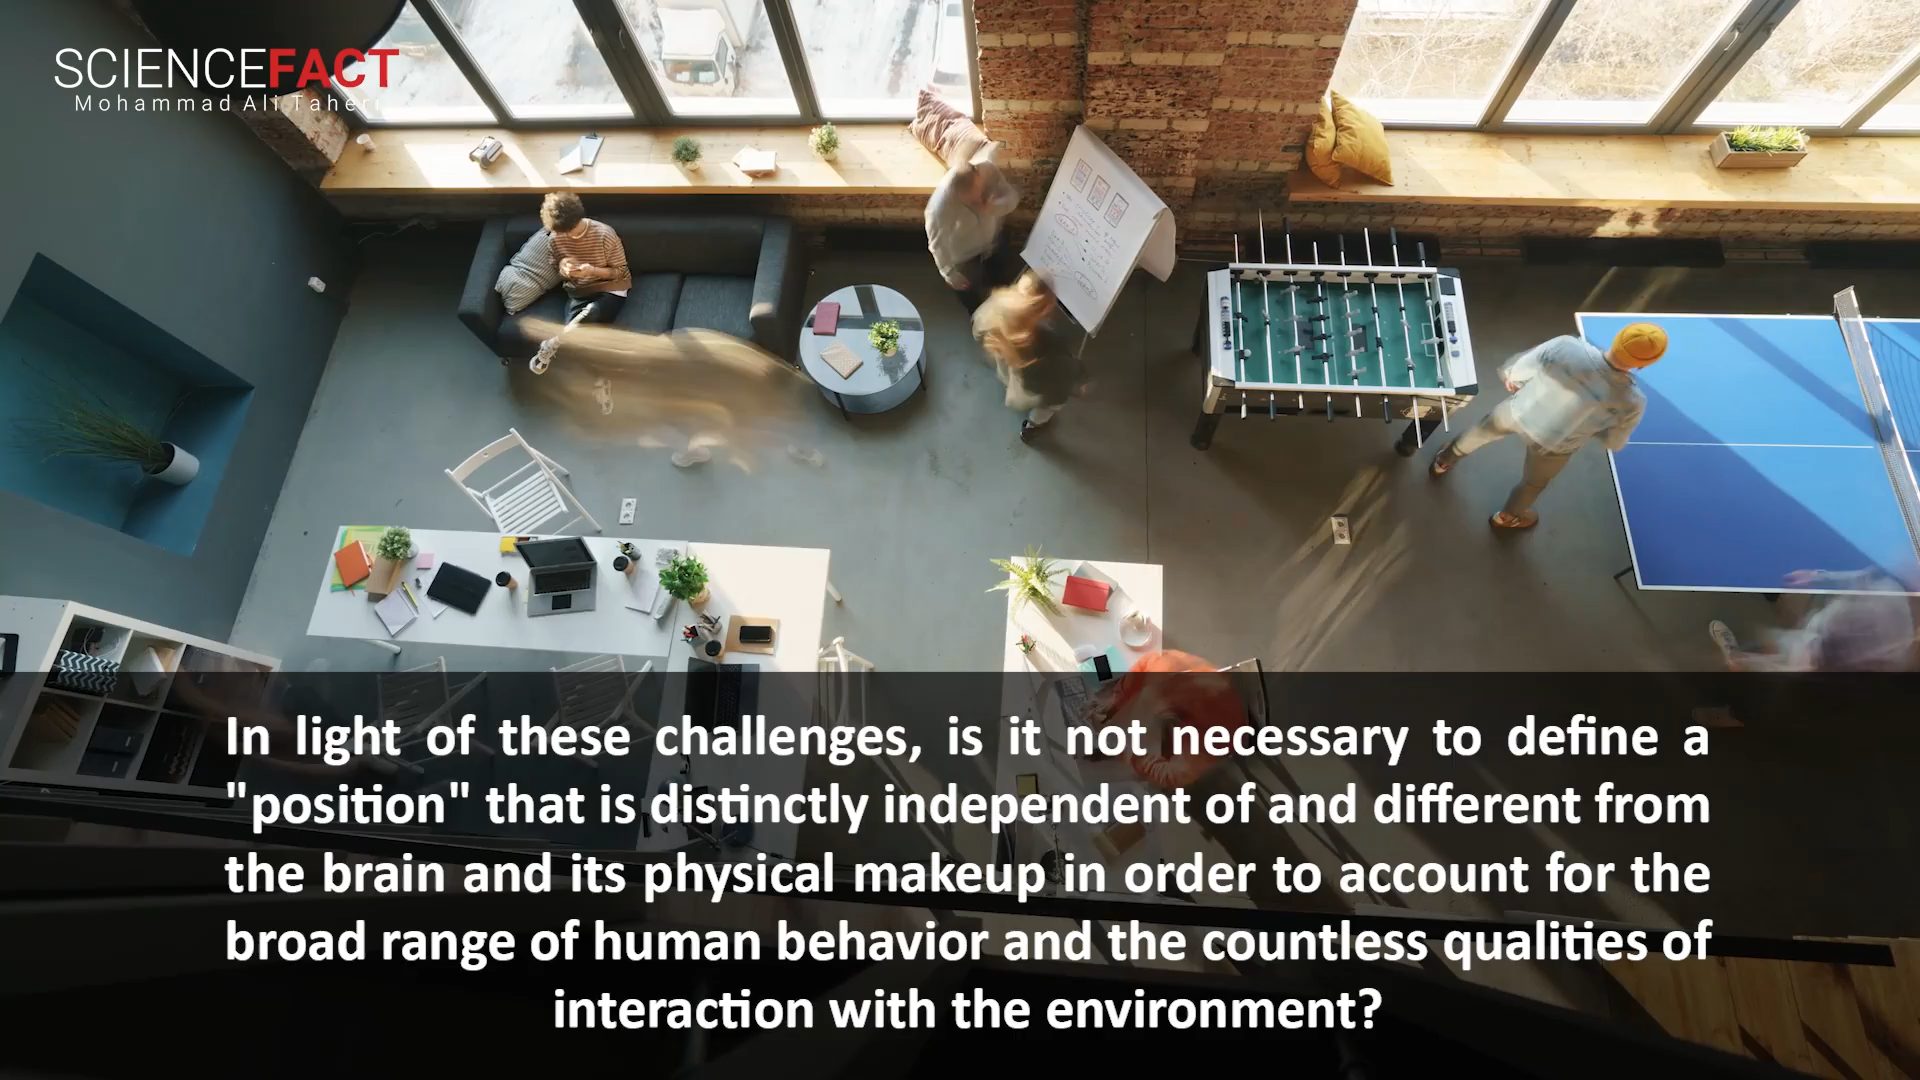 SCIENCEFACT
Mohammad Ali Taheri
In light of these challenges, is it not necessary to define a
"position" that is distinctly independent of and different from
the brain and its physical makeup in order to account for the
broad range of human behavior and the countless qualities of
interaction with the environment?